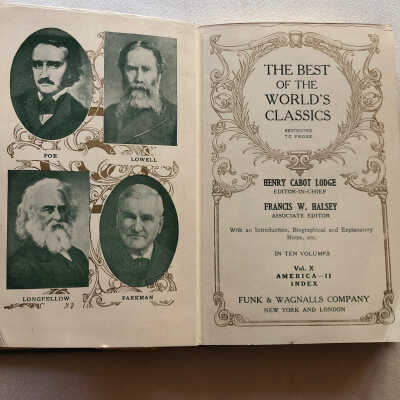 POE LOWELL
LONGFELLOW PARKMAN
THE BEST
OF THE
WORLD'S
CLASSICS
RESTRICTED
TO PROSE
HENRY CABOT LODGE
EDITOR-IN-CHIEF
FRANCIS W. HALSEY
ASSOCIATE EDITOR
With an Introduction, Biographical and Explanatory
Notes, etc.
IN TEN VOLUMES
Vol. X
AMERICA—II
INDEX
FUNK & WAGNALLS COMPANY
NEW YORK AND LONDON